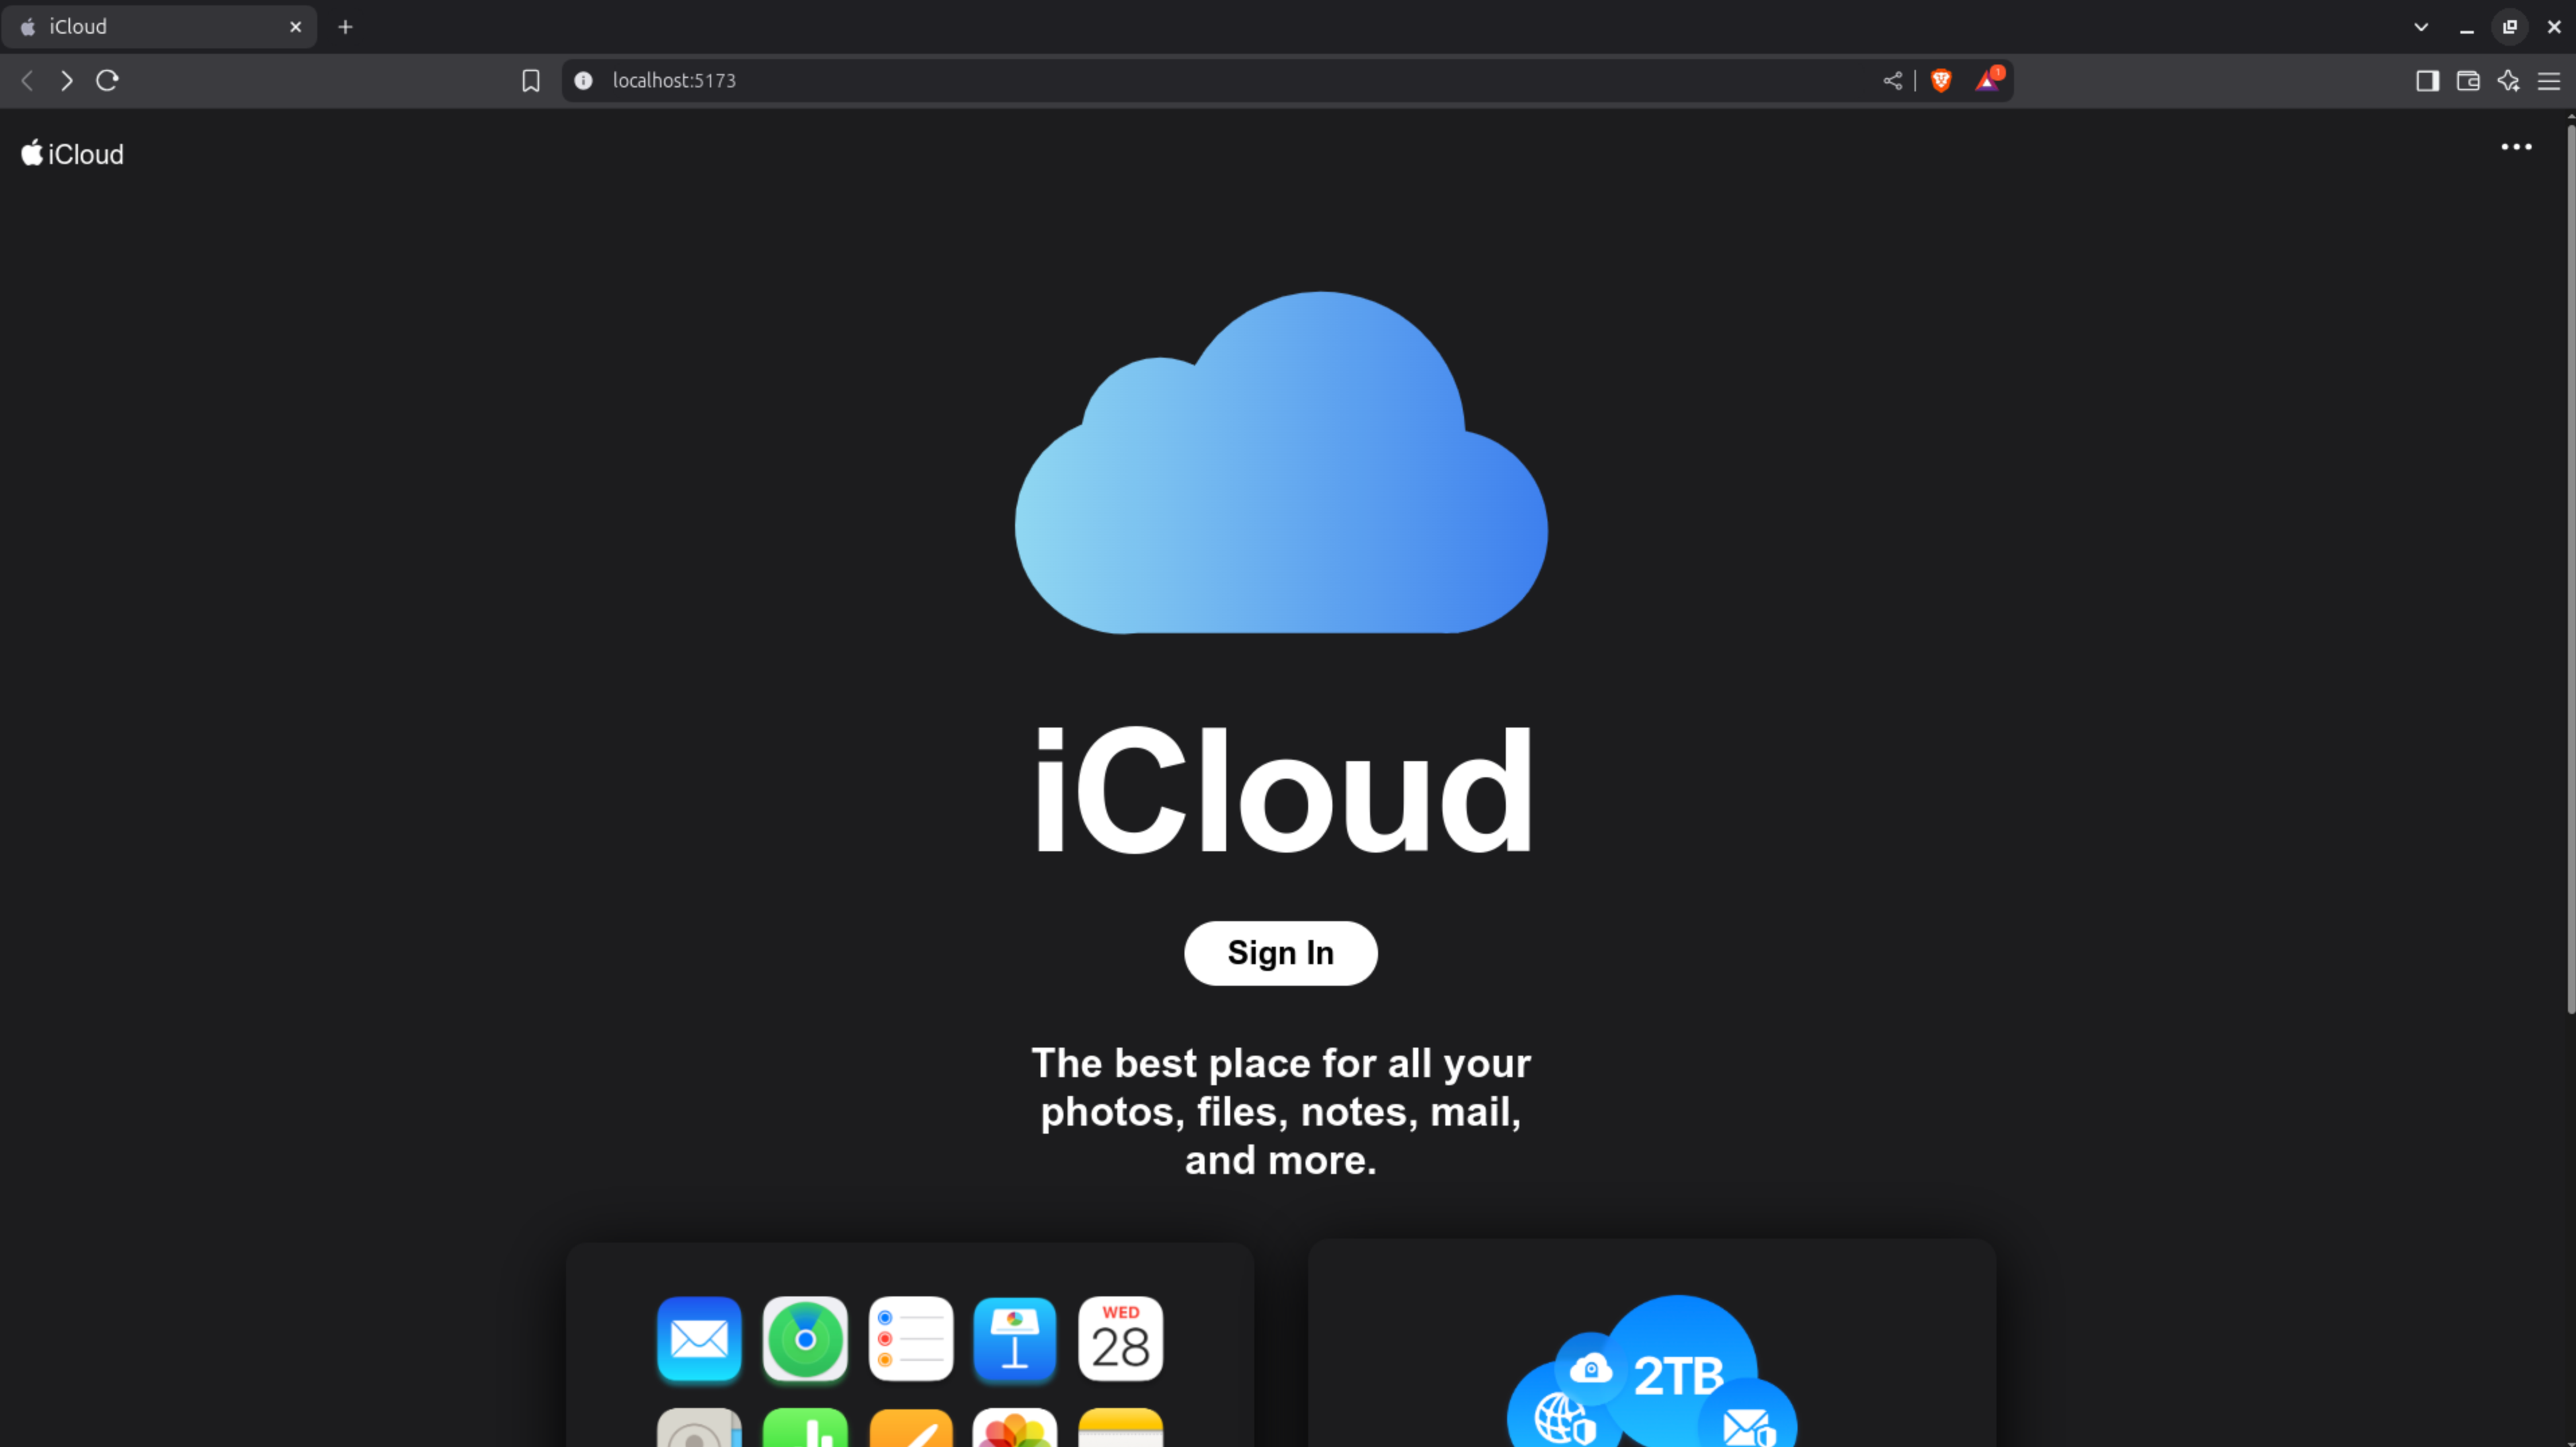 iCloud
localhost:5173
1
iCloud
iCloud
Sign In
The best place for all your
photos, files, notes, mail,
and more.
WED
28
2TB